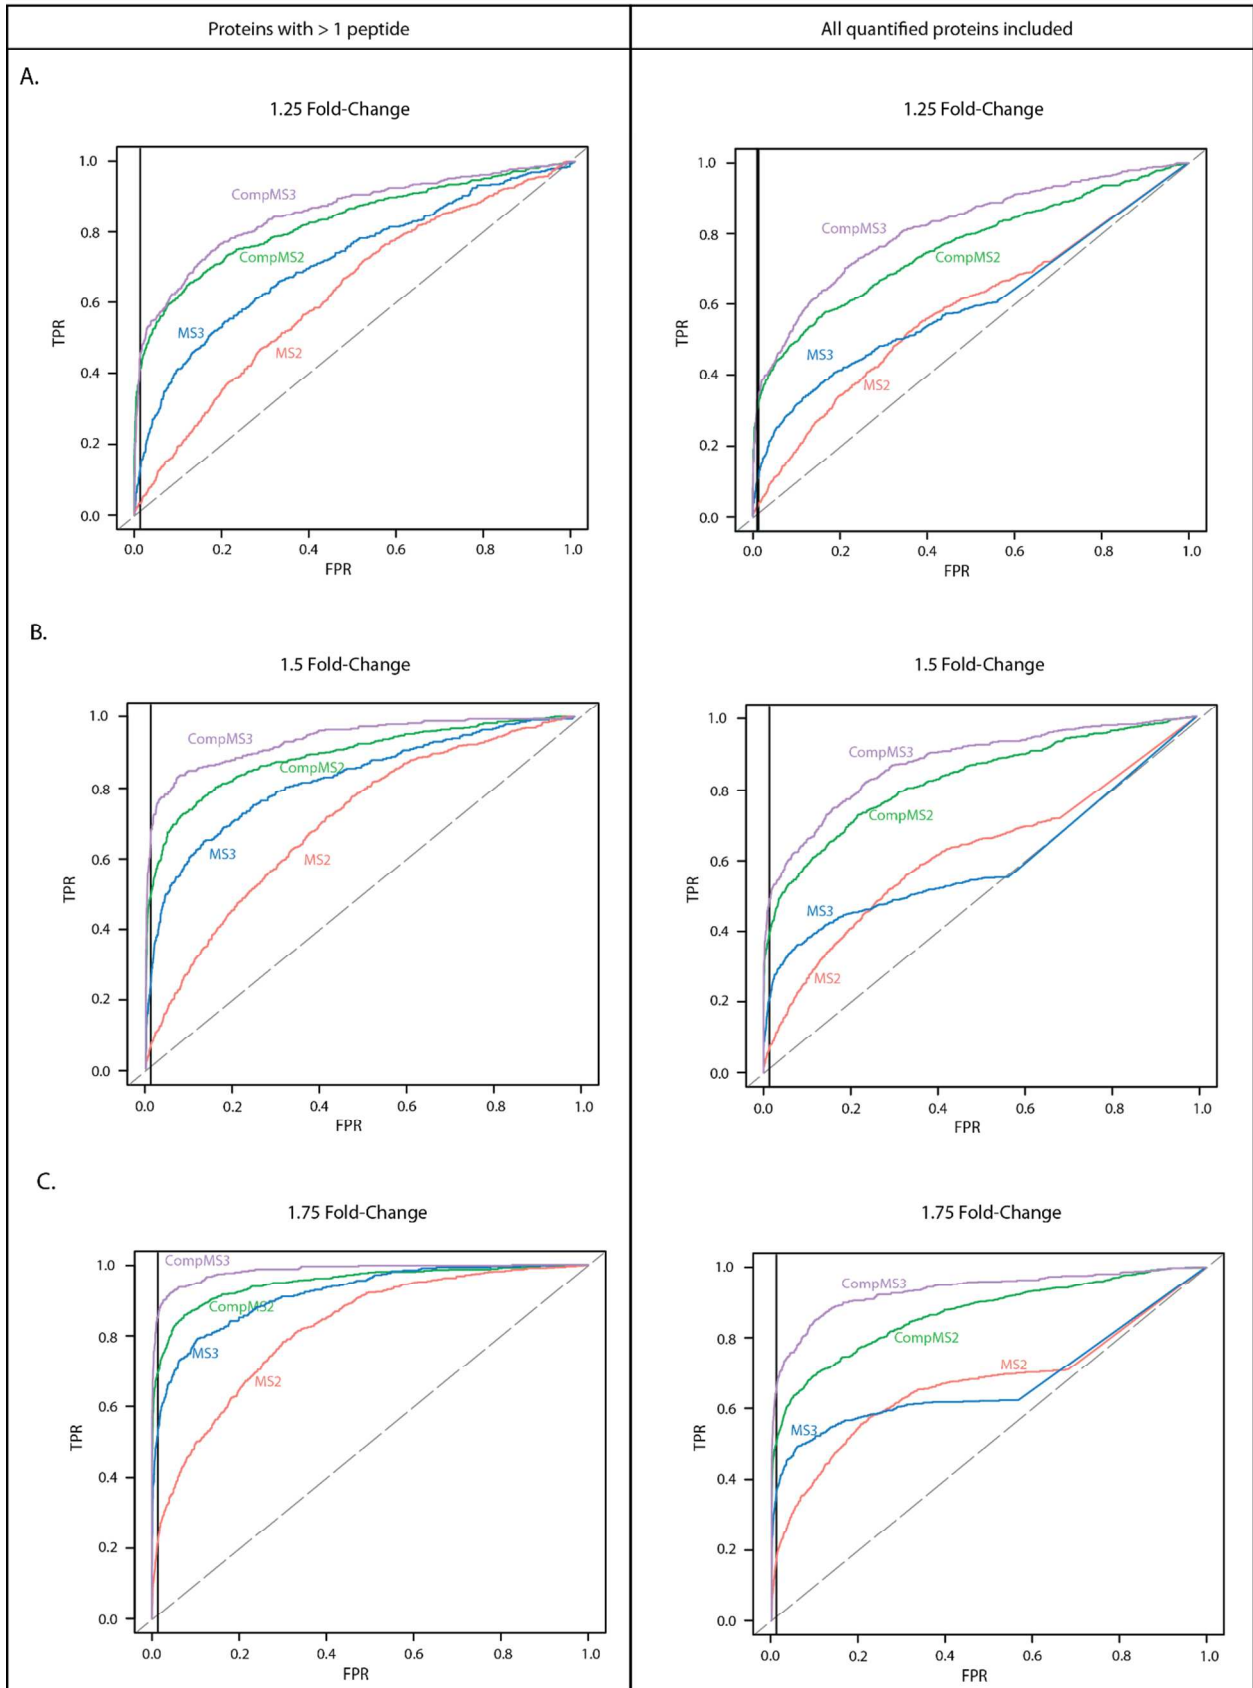 Proteins with > 1 peptide
All quantified proteins included
A.
1.25 Fold-Change
1.0
0.8
0.6
0.4
0.2
0.0
TPR
CompMS3
CompMS2
MS3
MS2
0.0 0.2 0.4 0.6 0.8 1.0
FPR
1.25 Fold-Change
1.0
0.8
0.6
0.4
0.2
0.0
TPR
CompMS3
CompMS2
MS3
MS2
0.0 0.2 0.4 0.6 0.8 1.0
FPR
B.
1.5 Fold-Change
1.0
0.8
0.6
0.4
0.2
0.0
TPR
CompMS3
CompMS2
MS3
MS2
0.0 0.2 0.4 0.6 0.8 1.0
FPR
1.5 Fold-Change
1.0
0.8
0.6
0.4
0.2
0.0
TPR
CompMS3
CompMS2
MS3
MS2
0.0 0.2 0.4 0.6 0.8 1.0
FPR
C.
1.75 Fold-Change
1.0
0.8
0.6
0.4
0.2
0.0
TPR
CompMS3
CompMS2
MS3
MS2
0.0 0.2 0.4 0.6 0.8 1.0
FPR
1.75 Fold-Change
1.0
0.8
0.6
0.4
0.2
0.0
TPR
CompMS3
CompMS2
MS2
MS3
0.0 0.2 0.4 0.6 0.8 1.0
FPR